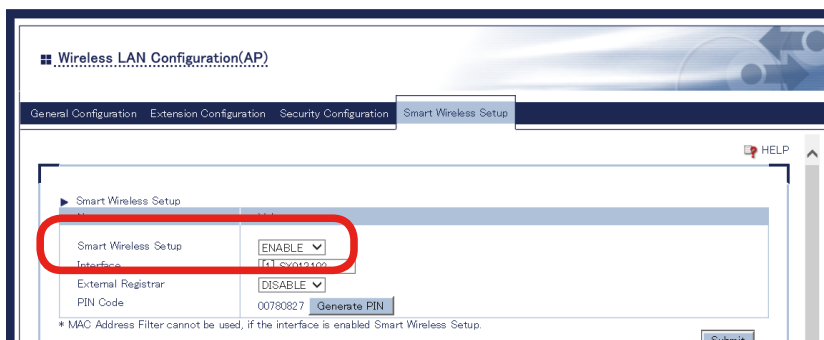 Wireless LAN Configuration(AP)
General Configuration Extension Configuration Security Configuration Smart Wireless Setup
HELP
Smart Wireless Setup
Smart Wireless Setup ENABLE
Interface
External Registrar DISABLE
PIN Code 00780827 Generate PIN
* MAC Address Filter cannot be used, if the interface is enabled Smart Wireless Setup.
Submit